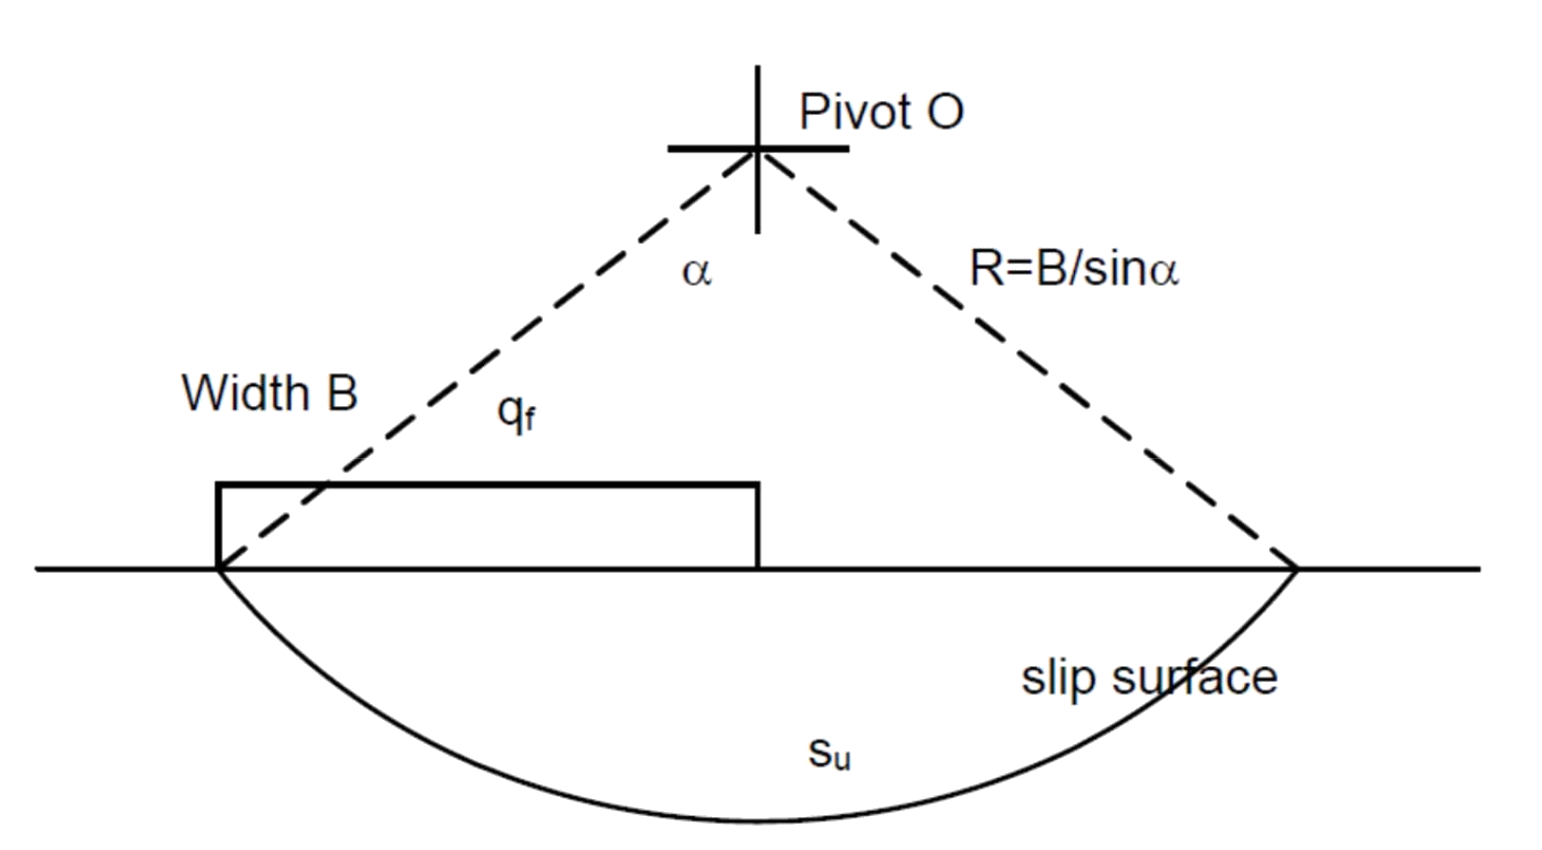 Pivot O
α
R=B/sinα
Width B
qf
slip surface
su